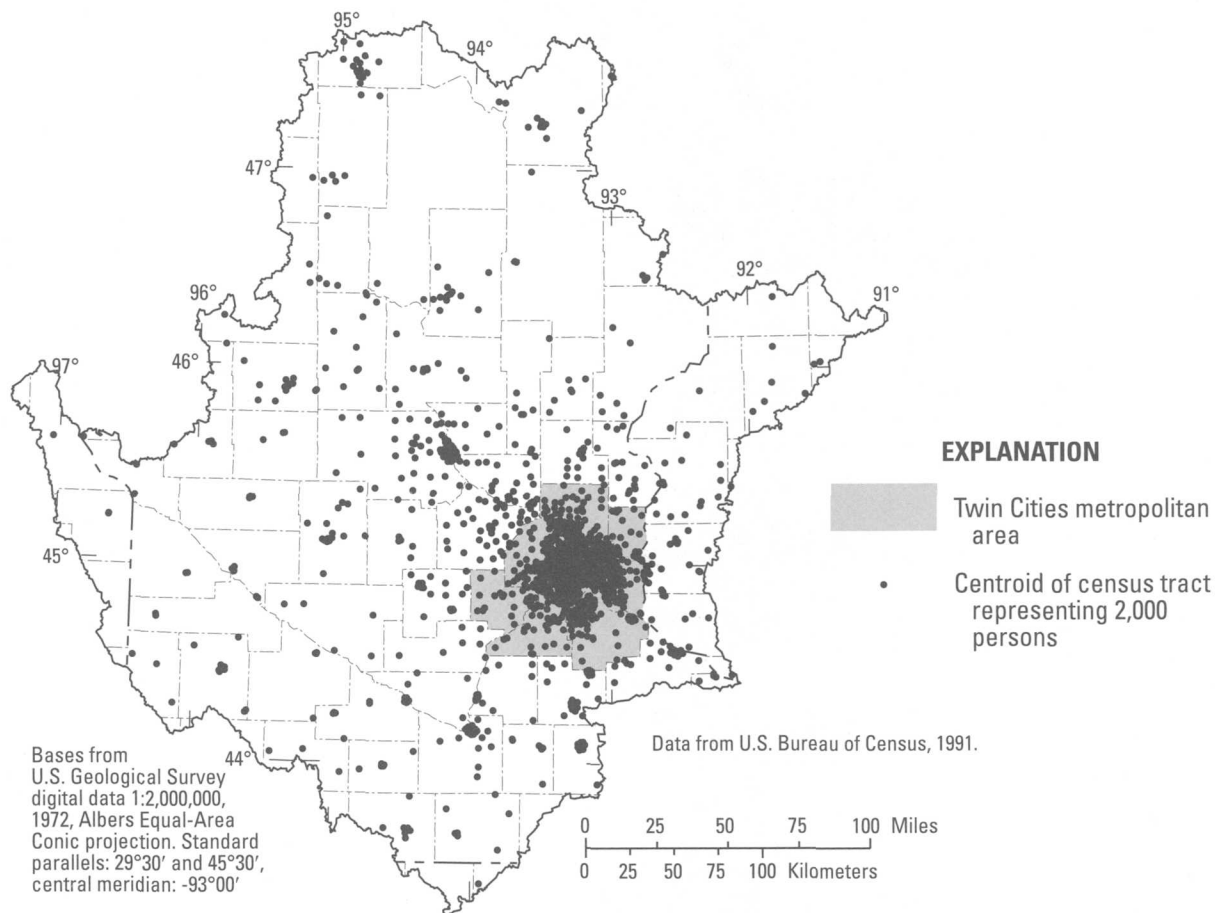 95°
94°
47°
93°
92°
91°
96°
97°
46°
45°
44°
EXPLANATION
Twin Cities metropolitan
area
Centroid of census tract
representing 2,000
persons
Data from U.S. Bureau of Census, 1991.
Bases from
U.S. Geological Survey
digital data 1:2,000,000,
1972, Albers Equal-Area
Conic projection. Standard
parallels: 29°30′ and 45°30′,
central meridian: -93°00′
0 25 50 75 100 Miles
0 25 50 75 100 Kilometers